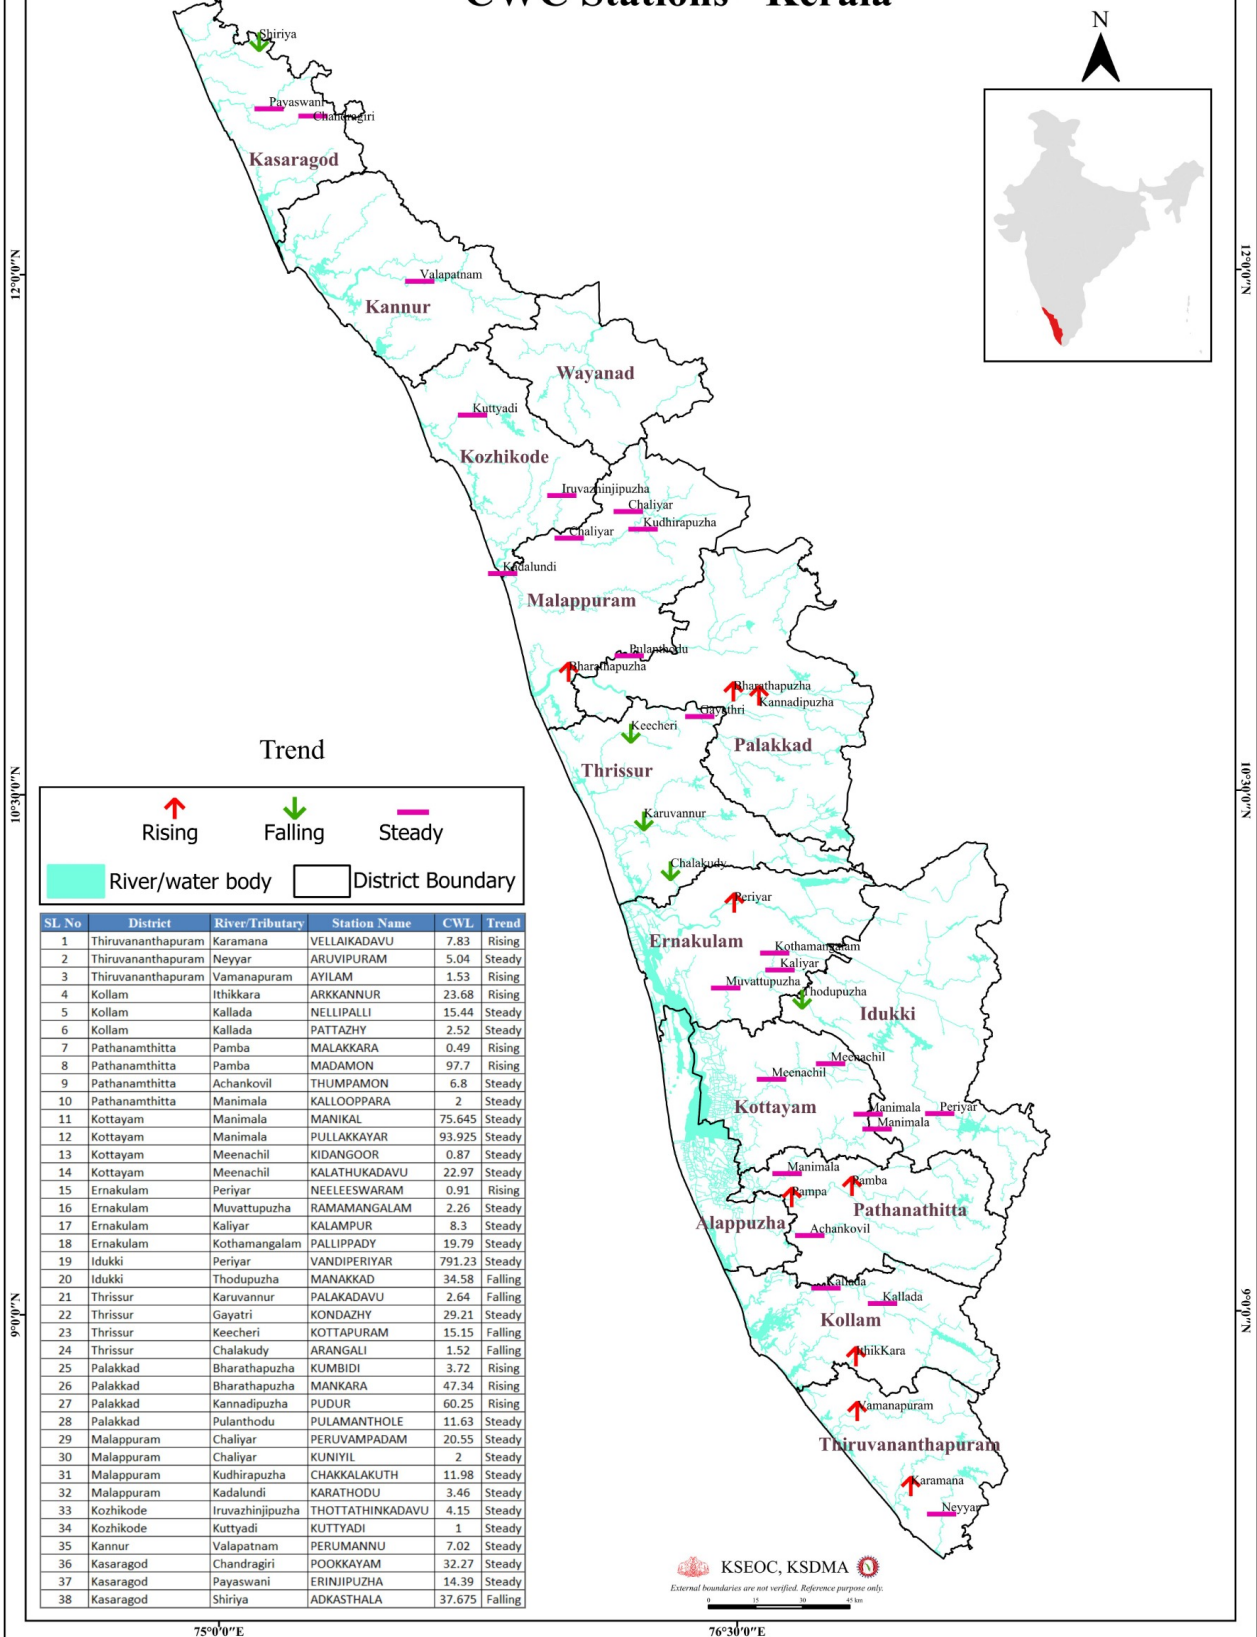 CWC Stations - Kerala
N
Shiriya
Payaswani
Chandragiri
Kasaragod
12°0'0"N
12°0'0"N
Valapatnam
Kannur
Wayanad
Kuttyadi
Kozhikode
Iruvazhinjipuzha
Chaliyar
Kudhirapuzha
Chaliyar
Kadalundi
Malappuram
Pulanthodu
Bharathapuzha
Bharathapuzha
Kannadipuzha
Gayathri
Keecheri
Palakkad
Thrissur
10°30'0"N
10°30'0"N
Karuvannur
Chalakudy
Periyar
Ernakulam
Kothamangalam
Kaliyar
Muvattupuzha
Thodupuzha
Idukki
Meenachil
Meenachil
Kottayam
Manimala
Periyar
Manimala
Manimala
Pamba
Pampa
Pathanathitta
Alappuzha
Achankovil
Kallada
Kallada
Kollam
9°0'0"N
9°0'0"N
IthikKara
Vamanapuram
Thiruvananthapuram
Karamana
Neyyar
Trend
Rising Falling Steady
River/water body District Boundary
SL No District River/Tributary Station Name CWL Trend
1 Thiruvananthapuram Karamana VELLAIKADAVU 7.83 Rising
2 Thiruvananthapuram Neyyar ARUVIPURAM 5.04 Steady
3 Thiruvananthapuram Vamanapuram AYILAM 1.53 Rising
4 Kollam Ithikkara ARKKANNUR 23.68 Rising
5 Kollam Kallada NELLIPALLI 15.44 Steady
6 Kollam Kallada PATTAZHY 2.52 Steady
7 Pathanamthitta Pamba MALAKKARA 0.49 Rising
8 Pathanamthitta Pamba MADAMON 97.7 Rising
9 Pathanamthitta Achankovil THUMPAMON 6.8 Steady
10 Pathanamthitta Manimala KALLOOPPARA 2 Steady
11 Kottayam Manimala MANIKAL 75.645 Steady
12 Kottayam Manimala PULLAKKAYAR 93.925 Steady
13 Kottayam Meenachil KIDANGOOR 0.87 Steady
14 Kottayam Meenachil KALATHUKADAVU 22.97 Steady
15 Ernakulam Periyar NEELEESWARAM 0.91 Rising
16 Ernakulam Muvattupuzha RAMAMANGALAM 2.26 Steady
17 Ernakulam Kaliyar KALAMPUR 8.3 Steady
18 Ernakulam Kothamangalam PALLIPPADY 19.79 Steady
19 Idukki Periyar VANDIPERIYAR 791.23 Steady
20 Idukki Thodupuzha MANAKKAD 34.58 Falling
21 Thrissur Karuvannur PALAKADAVU 2.64 Falling
22 Thrissur Gayatri KONDAZHY 29.21 Steady
23 Thrissur Keecheri KOTTAPURAM 15.15 Falling
24 Thrissur Chalakudy ARANGALI 1.52 Falling
25 Palakkad Bharathapuzha KUMBIDI 3.72 Rising
26 Palakkad Bharathapuzha MANKARA 47.34 Rising
27 Palakkad Kannadipuzha PUDUR 60.25 Rising
28 Palakkad Pulanthodu PULAMANTHOLE 11.63 Steady
29 Malappuram Chaliyar PERUVAMPADAM 20.55 Steady
30 Malappuram Chaliyar KUNIYIL 2 Steady
31 Malappuram Kudhirapuzha CHAKKALAKUTH 11.98 Steady
32 Malappuram Kadalundi KARATHODU 3.46 Steady
33 Kozhikode Iruvazhinjipuzha THOTTATHINKADAVU 4.15 Steady
34 Kozhikode Kuttyadi KUTTYADI 1 Steady
35 Kannur Valapatnam PERUMANNU 7.02 Steady
36 Kasaragod Chandragiri POOKKAYAM 32.27 Steady
37 Kasaragod Payaswani ERINJIPUZHA 14.39 Steady
38 Kasaragod Shiriya ADKASTHALA 37.675 Falling
KSEOC, KSDMA
External boundaries are not verified. Reference purpose only.
0 15 30 45 km
75°0'0"E 76°30'0"E